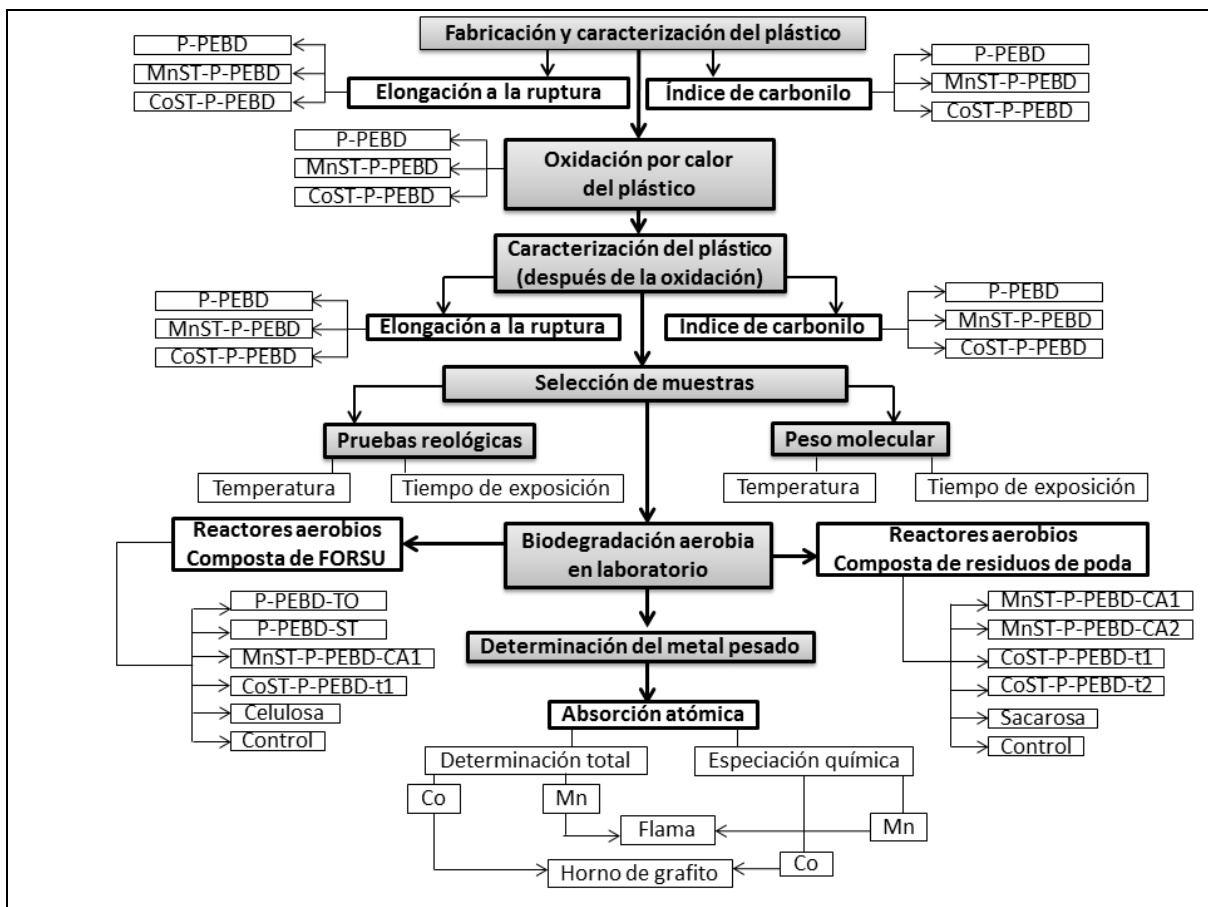 Fabricación y caracterización del plástico
P-PEBD
MnST-P-PEBD
CoST-P-PEBD
Elongación a la ruptura
Índice de carbonilo
P-PEBD
MnST-P-PEBD
CoST-P-PEBD
P-PEBD
MnST-P-PEBD
CoST-P-PEBD
Oxidación por calor
del plástico
Caracterización del plástico
(después de la oxidación)
P-PEBD
MnST-P-PEBD
CoST-P-PEBD
Elongación a la ruptura
Indice de carbonilo
P-PEBD
MnST-P-PEBD
CoST-P-PEBD
Selección de muestras
Pruebas reológicas
Peso molecular
Temperatura
Tiempo de exposición
Temperatura
Tiempo de exposición
Reactores aerobios
Composta de FORSU
Biodegradación aerobia
en laboratorio
Reactores aerobios
Composta de residuos de poda
P-PEBD-TO
P-PEBD-ST
MnST-P-PEBD-CA1
CoST-P-PEBD-t1
Celulosa
Control
MnST-P-PEBD-CA1
MnST-P-PEBD-CA2
CoST-P-PEBD-t1
CoST-P-PEBD-t2
Sacarosa
Control
Determinación del metal pesado
Absorción atómica
Determinación total
Especiación química
Co
Mn
Flama
Mn
Horno de grafito
Co